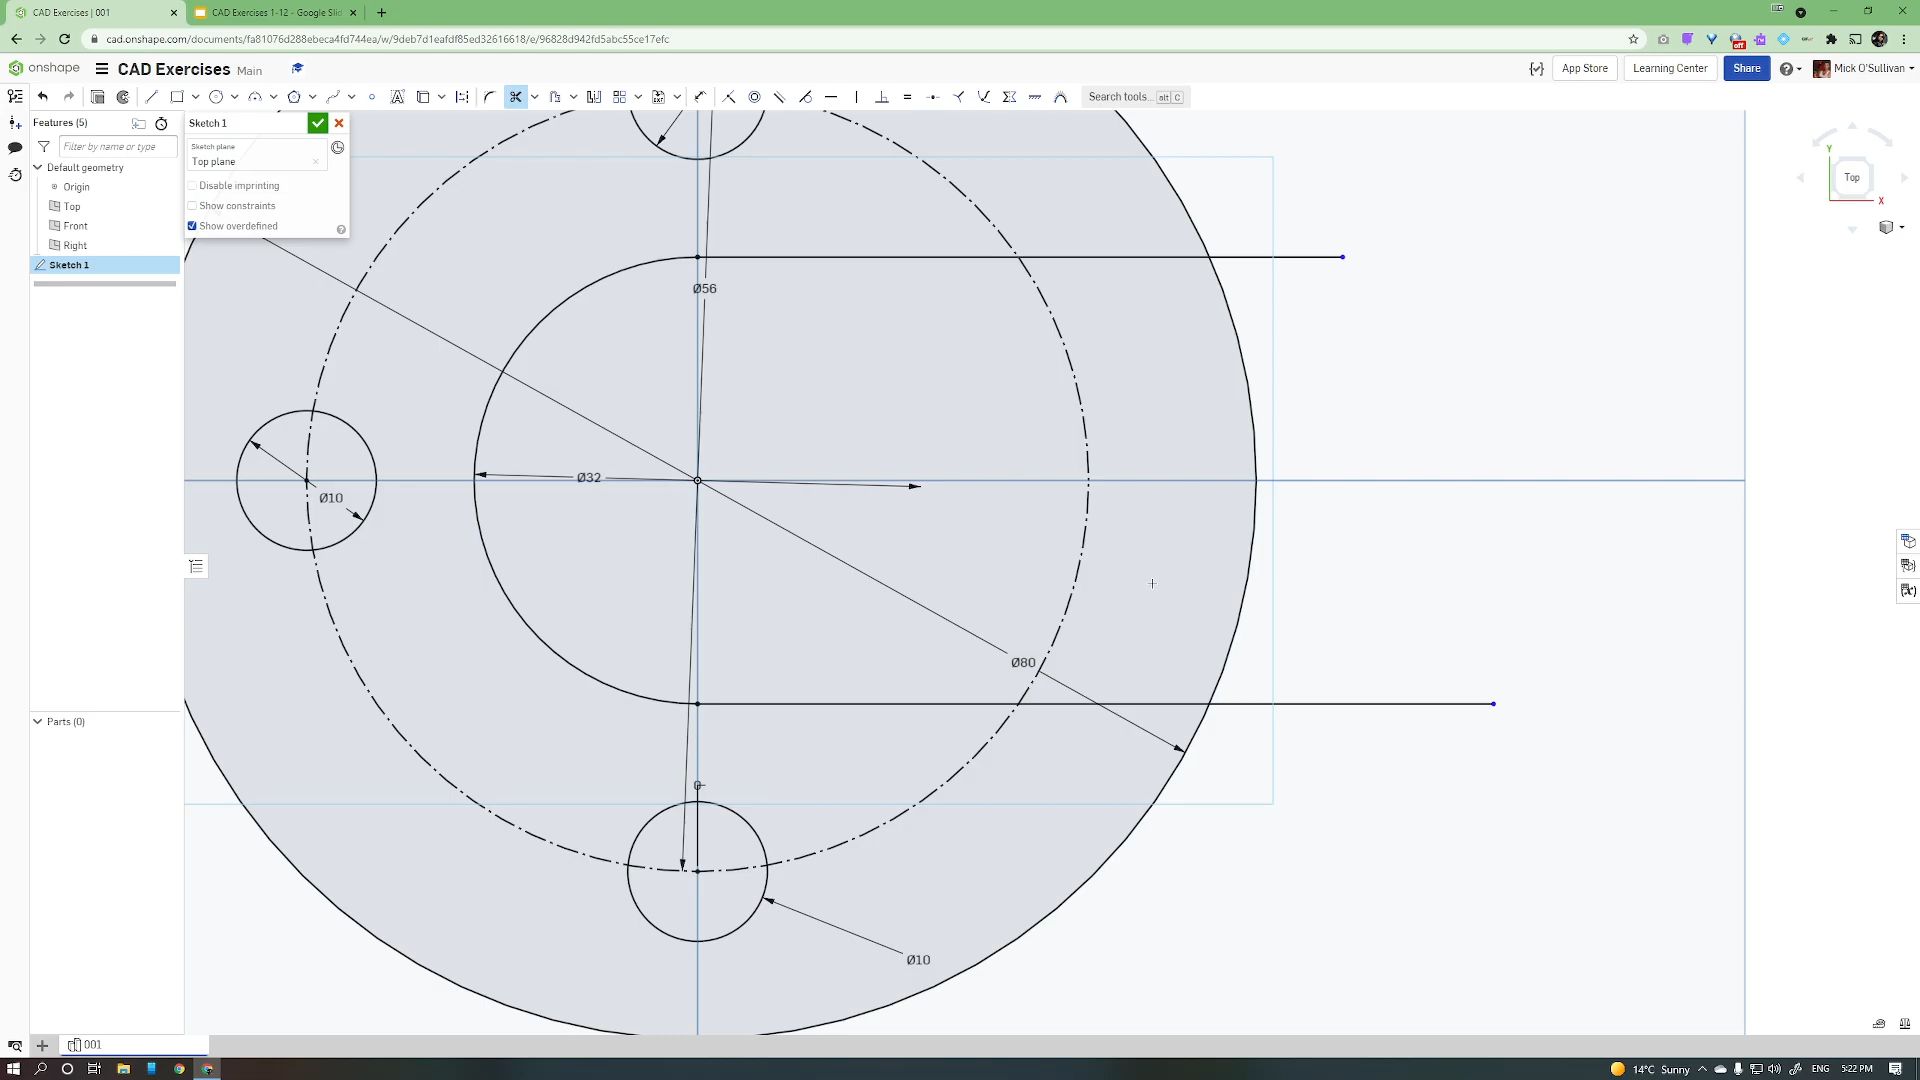 CAD Exercises | 001
CAD Exercises 1-12 - Google Slid
cad.onshape.com/documents/fa81076d288ebeca4fd744ea/w/9deb7d1eafdf85ed32616618/e/96828d942fd5abc55ce17efc
off
onshape
CAD Exercises Main
App Store
Learning Center
Share
Mick O'Sullivan
Search tools... alt C
Features (5)
Filter by name or type
Default geometry
Origin
Top
Front
Right
Sketch 1
Sketch 1
Sketch plane
Top plane
Disable imprinting
Show constraints
Show overdefined
Y
Top
X
Ø56
Ø32
Ø10
Ø80
Ø10
Parts (0)
001
14°C Sunny
ENG
5:22 PM